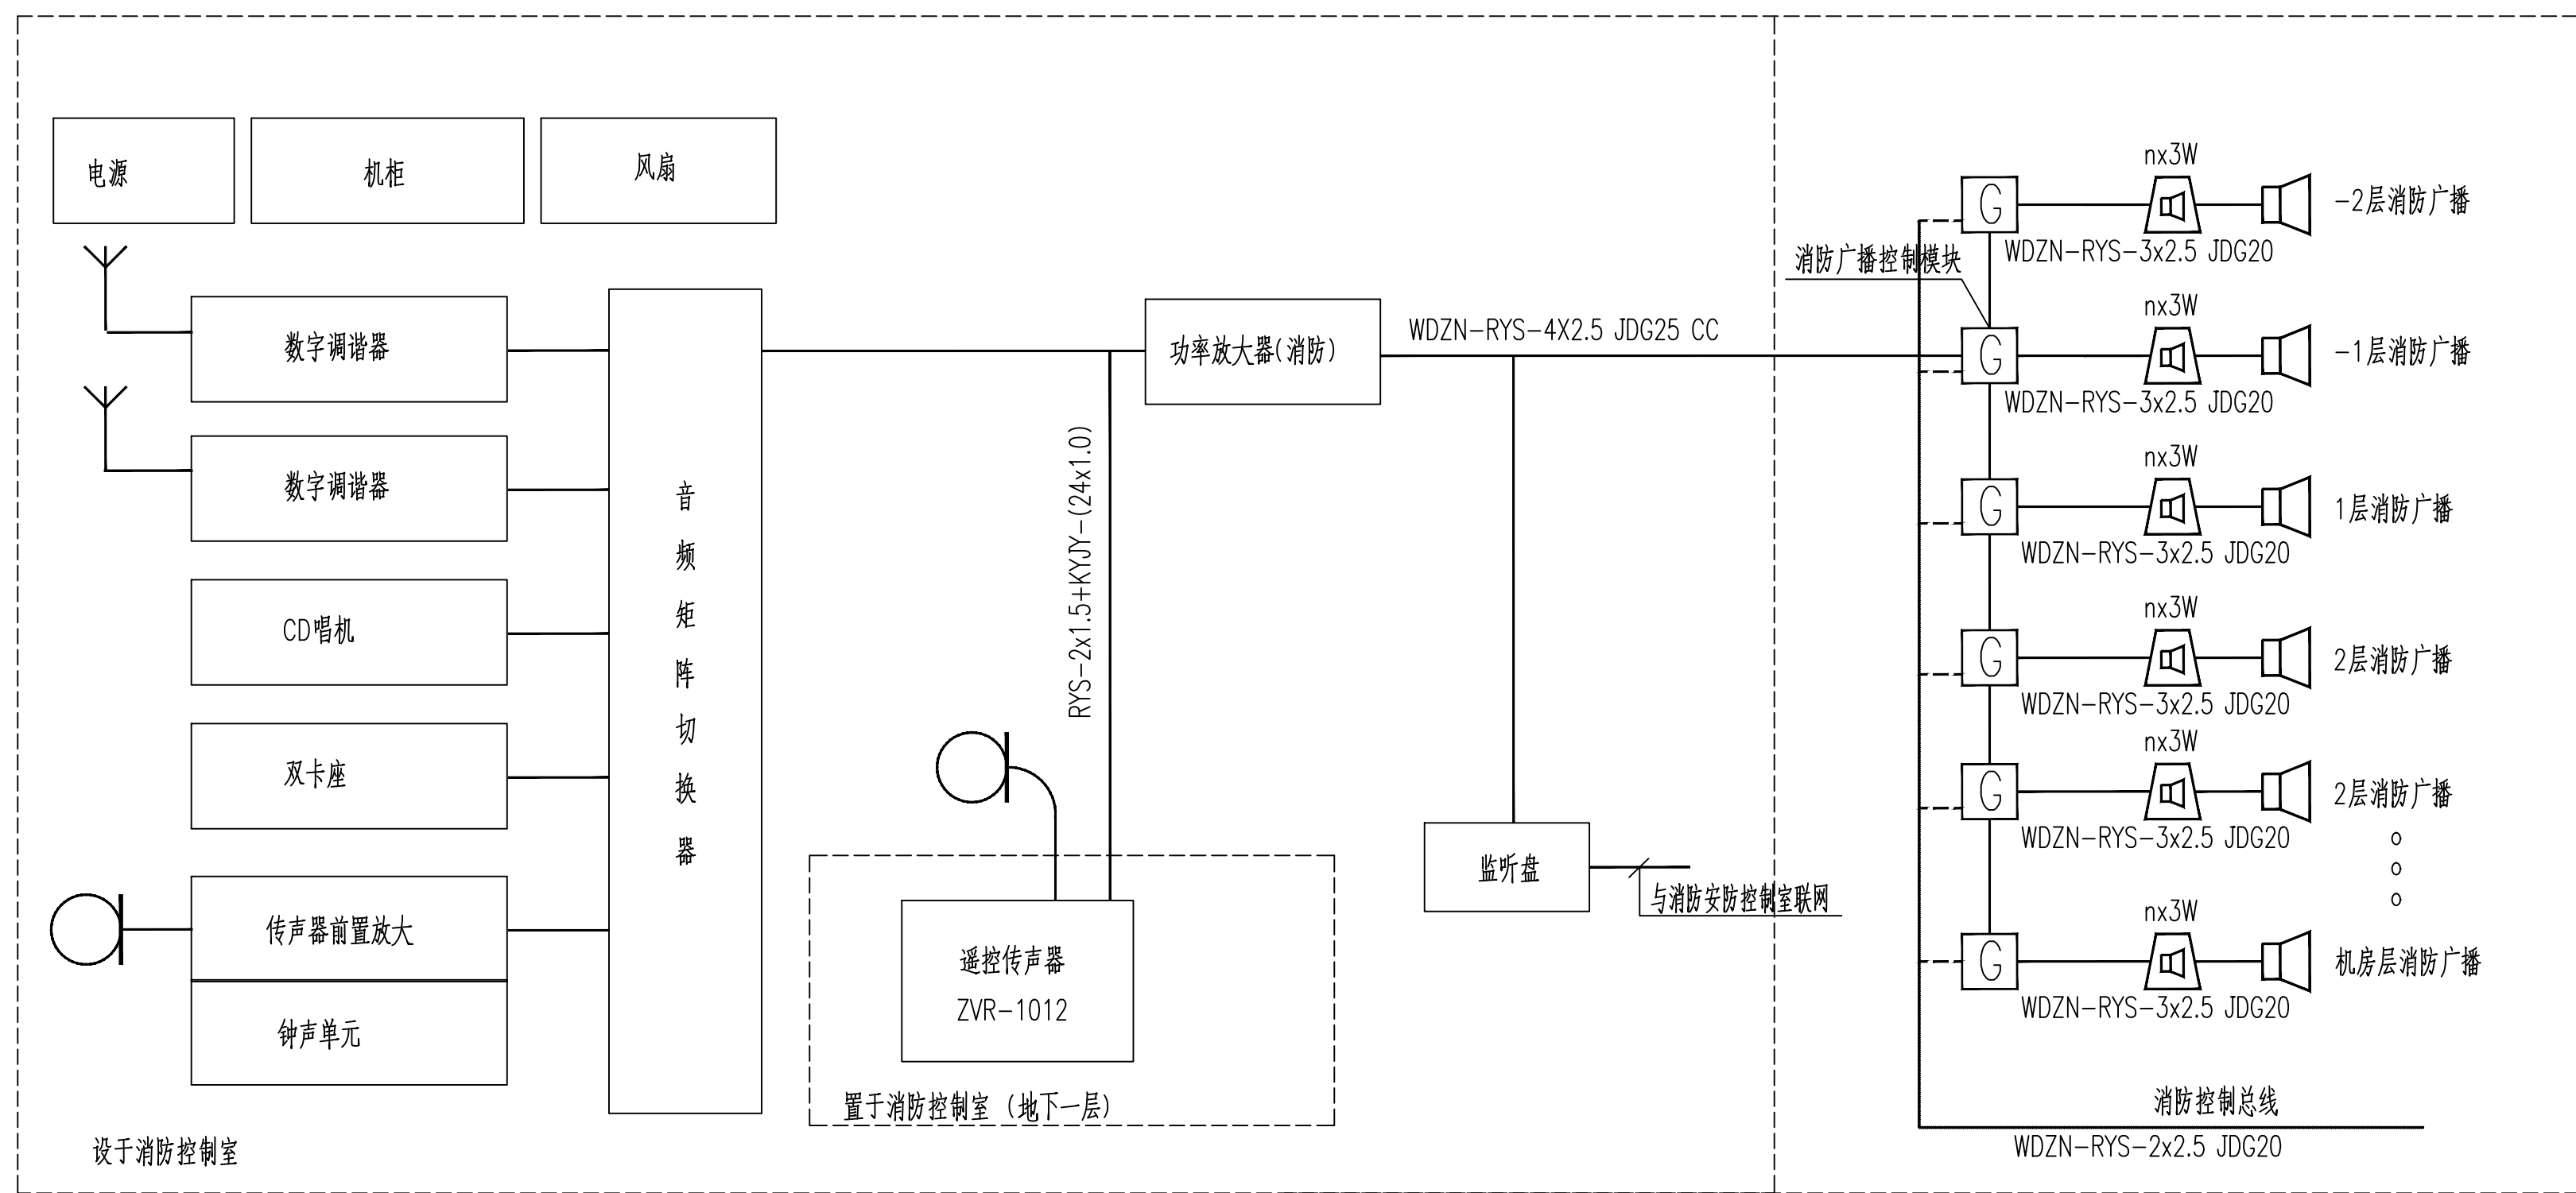 电源
机柜
风扇
数字调谐器
数字调谐器
CD唱机
双卡座
传声器前置放大
钟声单元
设于消防控制室
音频矩阵切换器
RYS-2x1.5+KYJY-(24x1.0)
遥控传声器
ZVR-1012
置于消防控制室（地下一层）
功率放大器(消防)
WDZN-RYS-4X2.5 JDG25 CC
监听盘
与消防安防控制室联网
消防广播控制模块
G
nx3W
-2层消防广播
WDZN-RYS-3x2.5 JDG20
G
nx3W
-1层消防广播
WDZN-RYS-3x2.5 JDG20
G
nx3W
1层消防广播
WDZN-RYS-3x2.5 JDG20
G
nx3W
2层消防广播
WDZN-RYS-3x2.5 JDG20
G
nx3W
2层消防广播
WDZN-RYS-3x2.5 JDG20
G
nx3W
机房层消防广播
WDZN-RYS-3x2.5 JDG20
消防控制总线
WDZN-RYS-2x2.5 JDG20